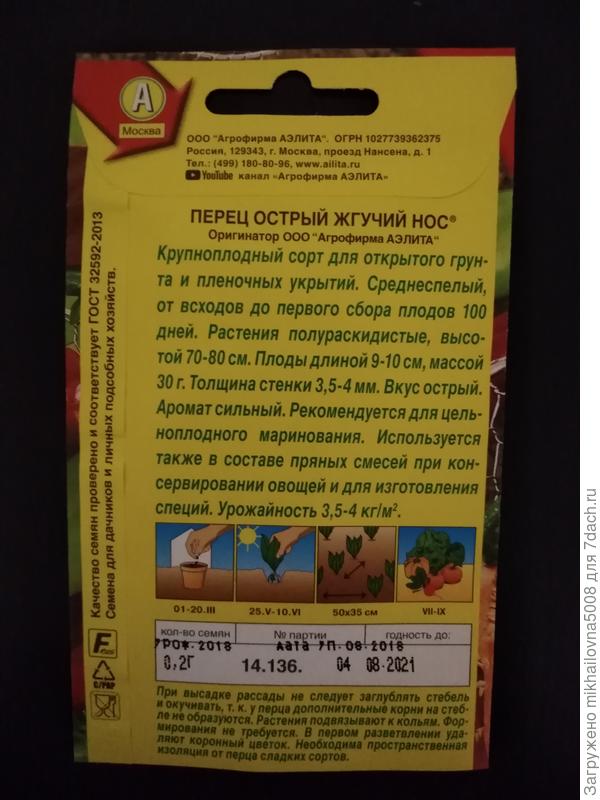 А
Москва
ООО "Агрофирма АЭЛИТА". ОГРН 1027739362375
Россия, 129343, г. Москва, проезд Нансена, д. 1
Тел.: (499) 180-80-96, www.ailita.ru
YouTube канал «Агрофирма АЭЛИТА»
ПЕРЕЦ ОСТРЫЙ ЖГУЧИЙ НОС®
Оригинатор ООО "Агрофирма АЭЛИТА"
Крупноплодный сорт для открытого грун-
та и пленочных укрытий. Среднеспелый,
от всходов до первого сбора плодов 100
дней. Растения полураскидистые, высо-
той 70-80 см. Плоды длиной 9-10 см, массой
30 г. Толщина стенки 3,5-4 мм. Вкус острый.
Аромат сильный. Рекомендуется для цель-
ноплодного маринования. Используется
также в составе пряных смесей при кон-
сервировании овощей и для изготовления
специй. Урожайность 3,5-4 кг/м².
01-20.III 25.V-10.VI 50х35 см VII-IX
кол-во семян № партии годность до:
УРОЖ.2018 Дата УП.08.2018
0,2Г 14.136. 04 08.2021
При высадке рассады не следует заглублять стебель
и окучивать, т. к. у перца дополнительные корни на стеб-
ле не образуются. Растения подвязывают к кольям. Фор-
мирования не требуется. В первом разветвлении уда-
ляют коронный цветок. Необходима пространственная
изоляция от перца сладких сортов.
Качество семян проверено и соответствует ГОСТ 32592-2013
Семена для дачников и личных подсобных хозяйств.
C/PAP
Загружено mikhailovna5008 для 7dach.ru